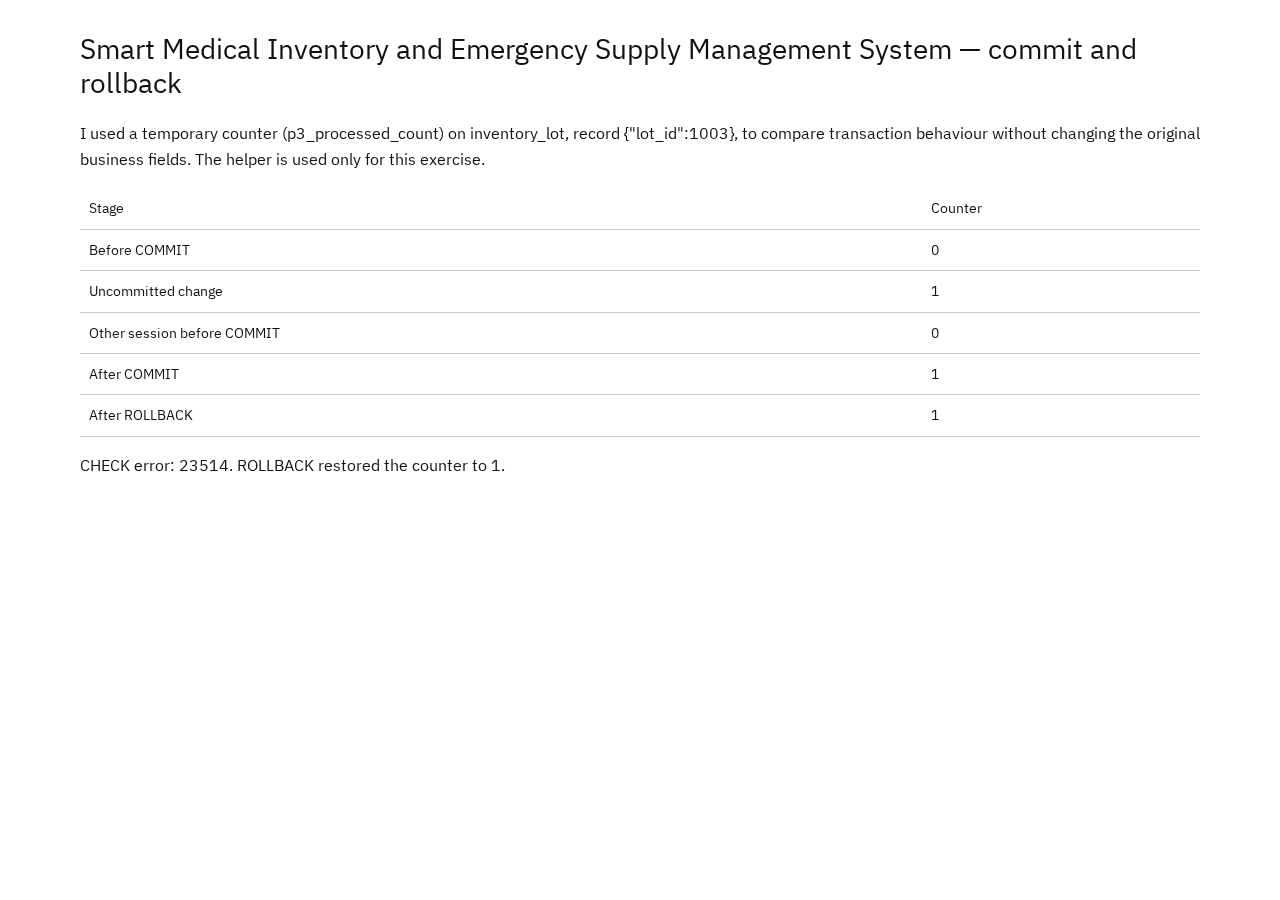 Smart Medical Inventory and Emergency Supply Management System — commit and
rollback
I used a temporary counter (p3_processed_count) on inventory_lot, record {"lot_id":1003}, to compare transaction behaviour without changing the original
business fields. The helper is used only for this exercise.
Stage Counter
Before COMMIT 0
Uncommitted change 1
Other session before COMMIT 0
After COMMIT 1
After ROLLBACK 1
CHECK error: 23514. ROLLBACK restored the counter to 1.